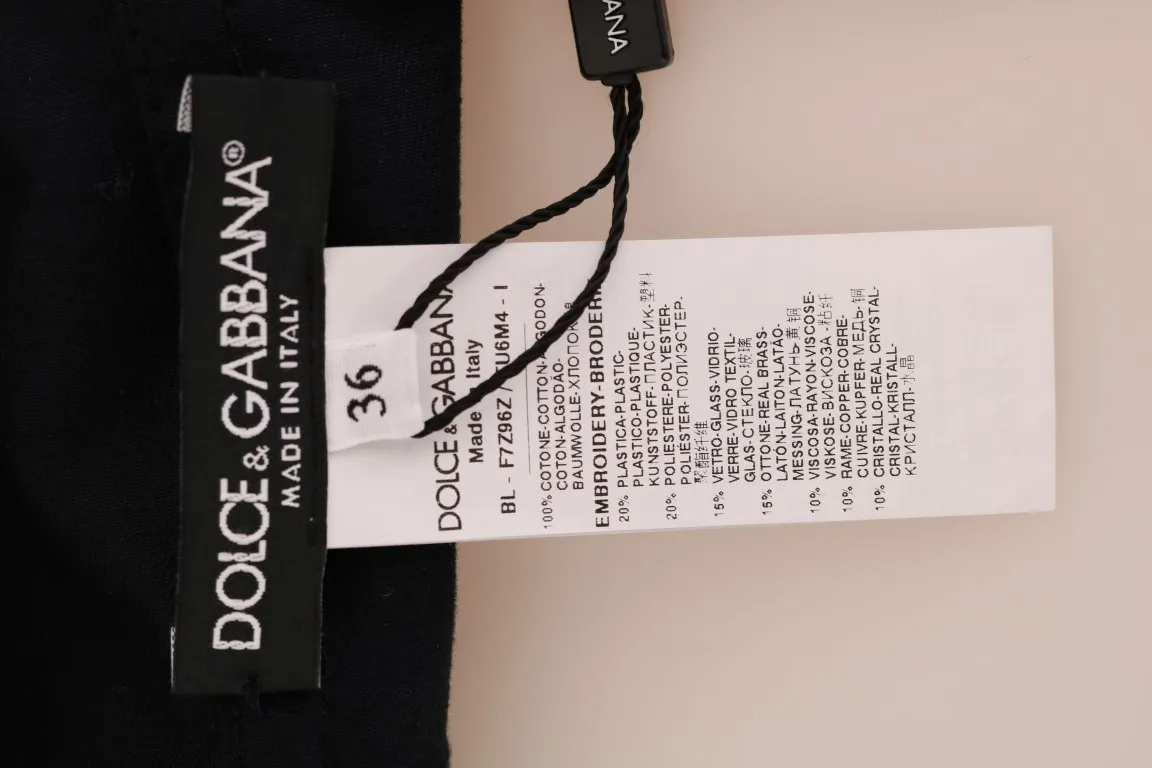 DOLCE & GABBANA®
MADE IN ITALY
ANA
36
DOLCE & GABBANA
Made Italy
BL - F7Z96Z / U6M4 - I
100% COTONE-COTTON-ALGODON-
COTON-ALGODÃO-
BAUMWOLLE-ХЛОПОК
EMBROIDERY-BRODERI
20% PLASTICA-PLASTIC-
PLASTICO-PLASTIQUE-
KUNSTSTOFF-ПЛАСТИК-塑料
20% POLIESTERE-POLYESTER-
POLIÉSTER-ПОЛИЭСТЕР.
聚酯纤维
15% VETRO-GLASS-VIDRIO-
VERRE-VIDRO TEXTIL-
GLAS-СТЕКЛО-玻璃
15% OTTONE-REAL BRASS-
LATÓN-LAITON-LATÃO-
MESSING-ЛАТУНЬ-黄铜
10% VISCOSA-RAYON-VISCOSE-
VISKOSE-ВИСКОЗА-粘纤
10% RAME-COPPER-COBRE-
CUIVRE-KUPFER-МЕДЬ-铜
10% CRISTALLO-REAL CRYSTAL-
CRISTAL-KRISTALL-
КРИСТАЛЛ-水晶